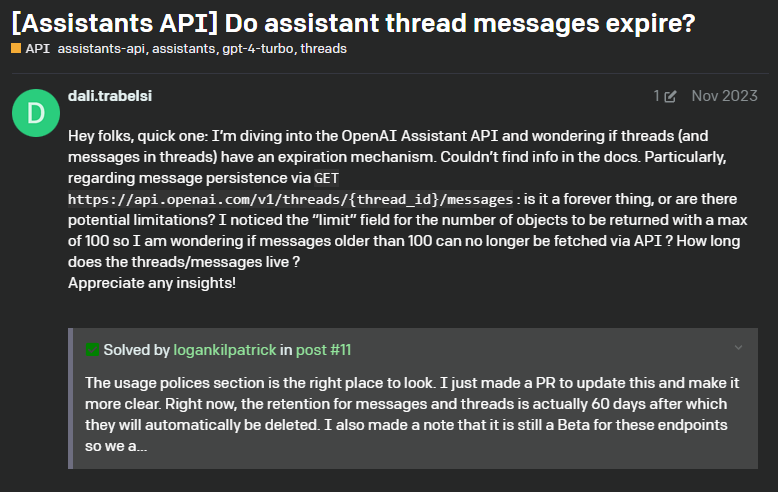 [Assistants API] Do assistant thread messages expire?
API assistants-api, assistants, gpt-4-turbo, threads
D
dali.trabelsi
1
Nov 2023
Hey folks, quick one: I’m diving into the OpenAI Assistant API and wondering if threads (and
messages in threads) have an expiration mechanism. Couldn’t find info in the docs. Particularly,
regarding message persistence via GET
https://api.openai.com/v1/threads/{thread_id}/messages : is it a forever thing, or are there
potential limitations? I noticed the “limit” field for the number of objects to be returned with a max
of 100 so I am wondering if messages older than 100 can no longer be fetched via API ? How long
does the threads/messages live ?
Appreciate any insights!
Solved by logankilpatrick in post #11
The usage polices section is the right place to look. I just made a PR to update this and make it
more clear. Right now, the retention for messages and threads is actually 60 days after which
they will automatically be deleted. I also made a note that it is still a Beta for these endpoints
so we a…